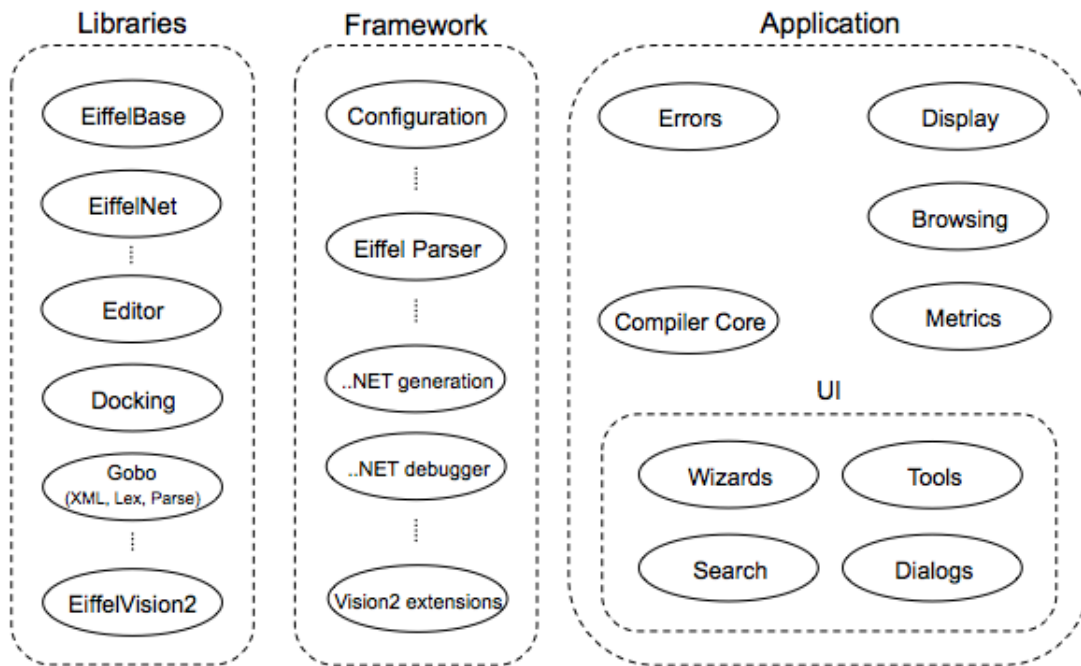 Libraries
EiffelBase
EiffelNet
Editor
Docking
Gobo
(XML, Lex, Parse)
EiffelVision2
Framework
Configuration
Eiffel Parser
..NET generation
..NET debugger
Vision2 extensions
Application
Errors
Display
Browsing
Compiler Core
Metrics
UI
Wizards
Tools
Search
Dialogs